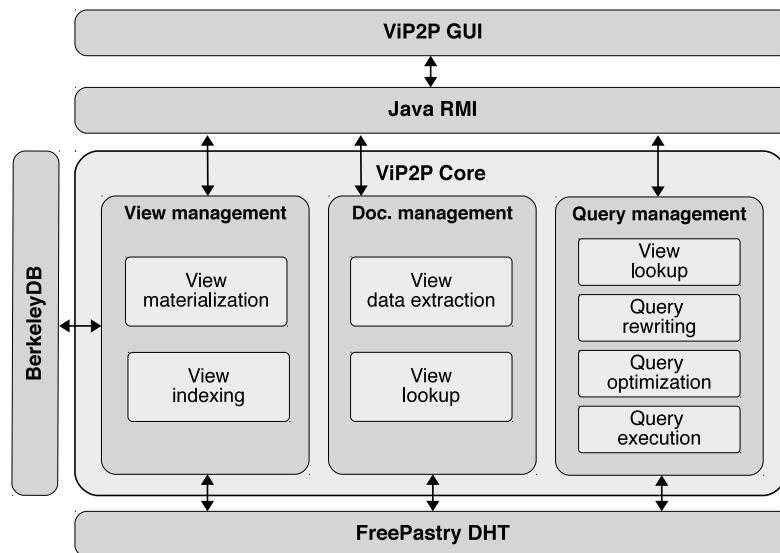 ViP2P GUI
Java RMI
BerkeleyDB
ViP2P Core
View management
View
materialization
View
indexing
Doc. management
View
data extraction
View
lookup
Query management
View
lookup
Query
rewriting
Query
optimization
Query
execution
FreePastry DHT